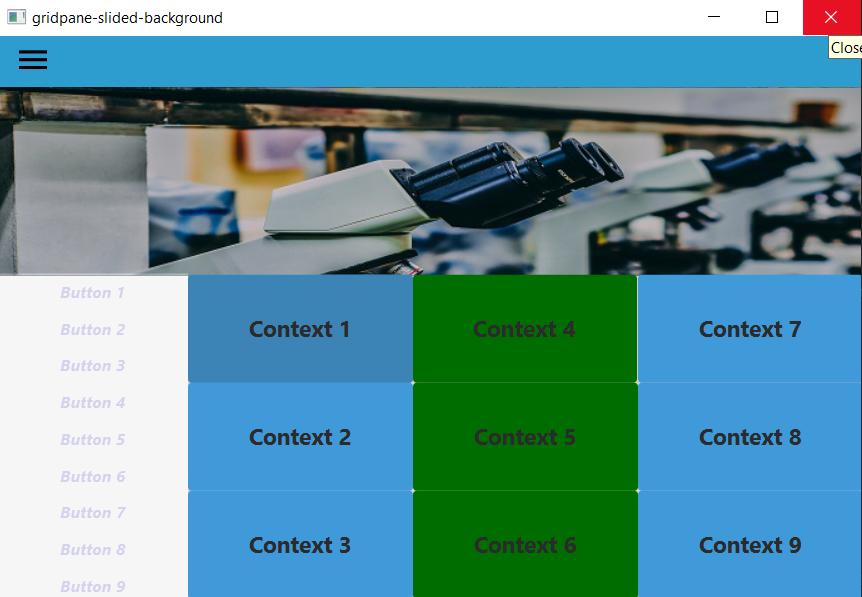 gridpane-slided-background
Close
Button 1
Button 2
Button 3
Button 4
Button 5
Button 6
Button 7
Button 8
Button 9
Context 1
Context 4
Context 7
Context 2
Context 5
Context 8
Context 3
Context 6
Context 9